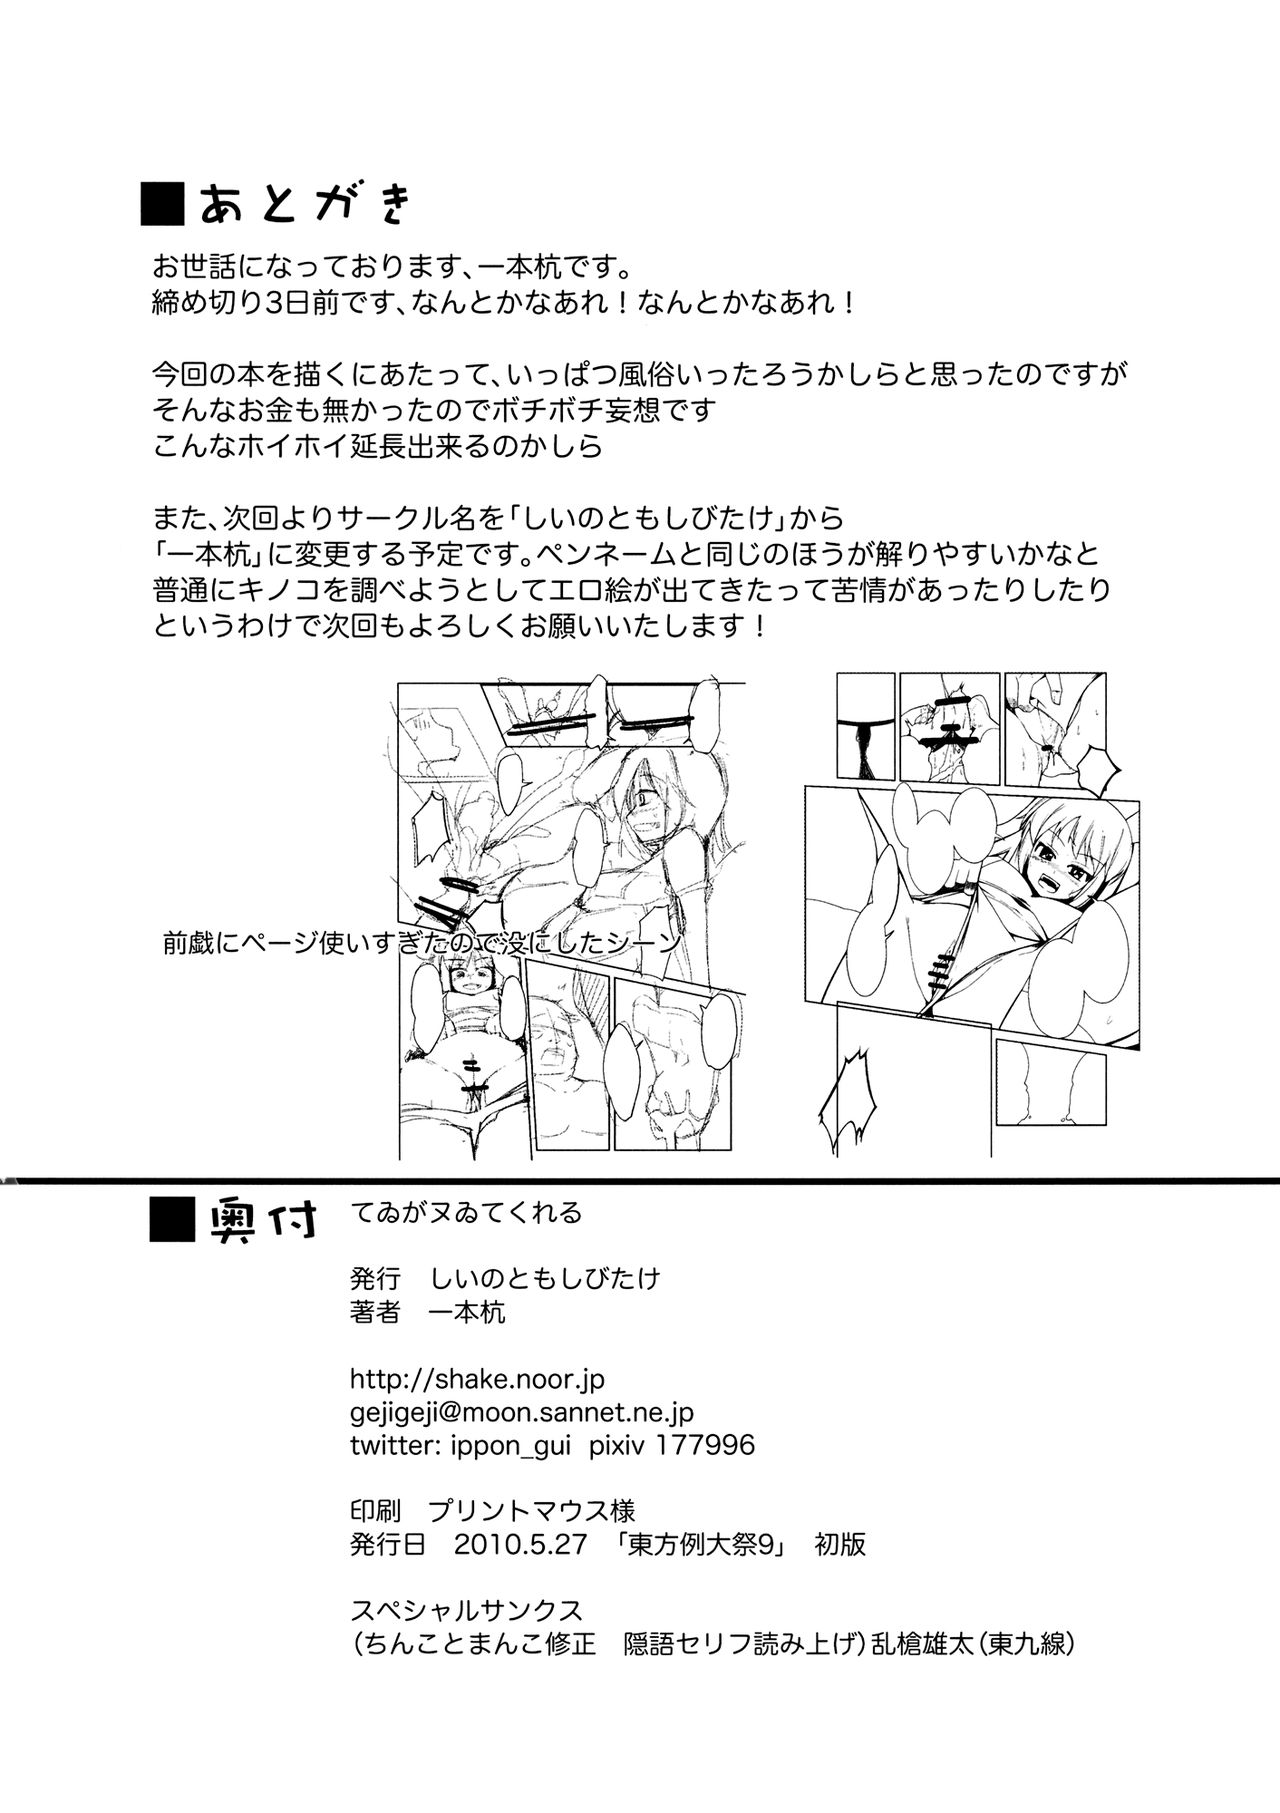 ■あとがき
お世話になっております、一本杭です。
締め切り3日前です、なんとかなあれ！なんとかなあれ！
今回の本を描くにあたって、いっぱつ風俗いったろうかしらと思ったのですが
そんなお金も無かったのでボチボチ妄想です
こんなホイホイ延長出来るのかしら
また、次回よりサークル名を「しいのともしびたけ」から
「一本杭」に変更する予定です。ペンネームと同じのほうが解りやすいかなと
普通にキノコを調べようとしてエロ絵が出てきたって苦情があったりしたり
というわけで次回もよろしくお願いいたします！
前戯にページ使いすぎたので没にしたシーン
■奥付
てゐがヌゐてくれる
発行　しいのともしびたけ
著者　一本杭
http://shake.noor.jp
gejigeji@moon.sannet.ne.jp
twitter: ippon_gui pixiv 177996
印刷　プリントマウス様
発行日　2010.5.27　「東方例大祭9」　初版
スペシャルサンクス
（ちんことまんこ修正　隠語セリフ読み上げ）乱槍雄太（東九線）